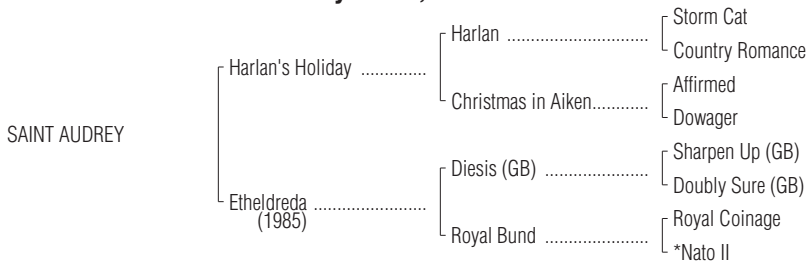 Storm Cat
Harlan ..............................
Country Romance
Harlan's Holiday ..............
Affirmed
Christmas in Aiken............
Dowager
SAINT AUDREY
Sharpen Up (GB)
Diesis (GB) ......................
Doubly Sure (GB)
Etheldreda ........................
(1985)
Royal Coinage
Royal Bund ......................
*Nato II